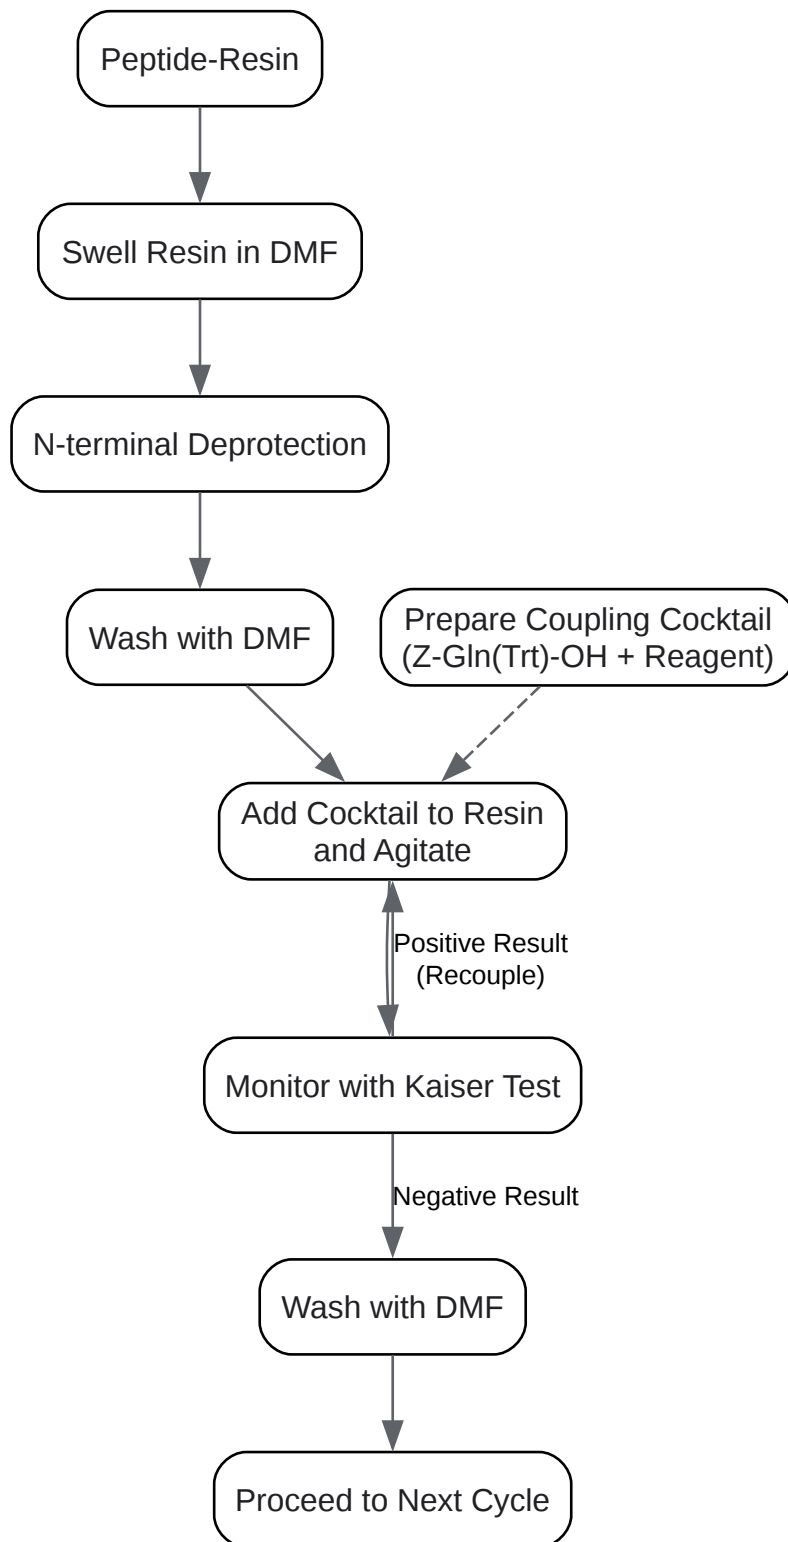 Peptide-Resin
Swell Resin in DMF
N-terminal Deprotection
Wash with DMF
Prepare Coupling Cocktail
(Z-Gln(Trt)-OH + Reagent)
Add Cocktail to Resin
and Agitate
Positive Result
(Recouple)
Monitor with Kaiser Test
Negative Result
Wash with DMF
Proceed to Next Cycle